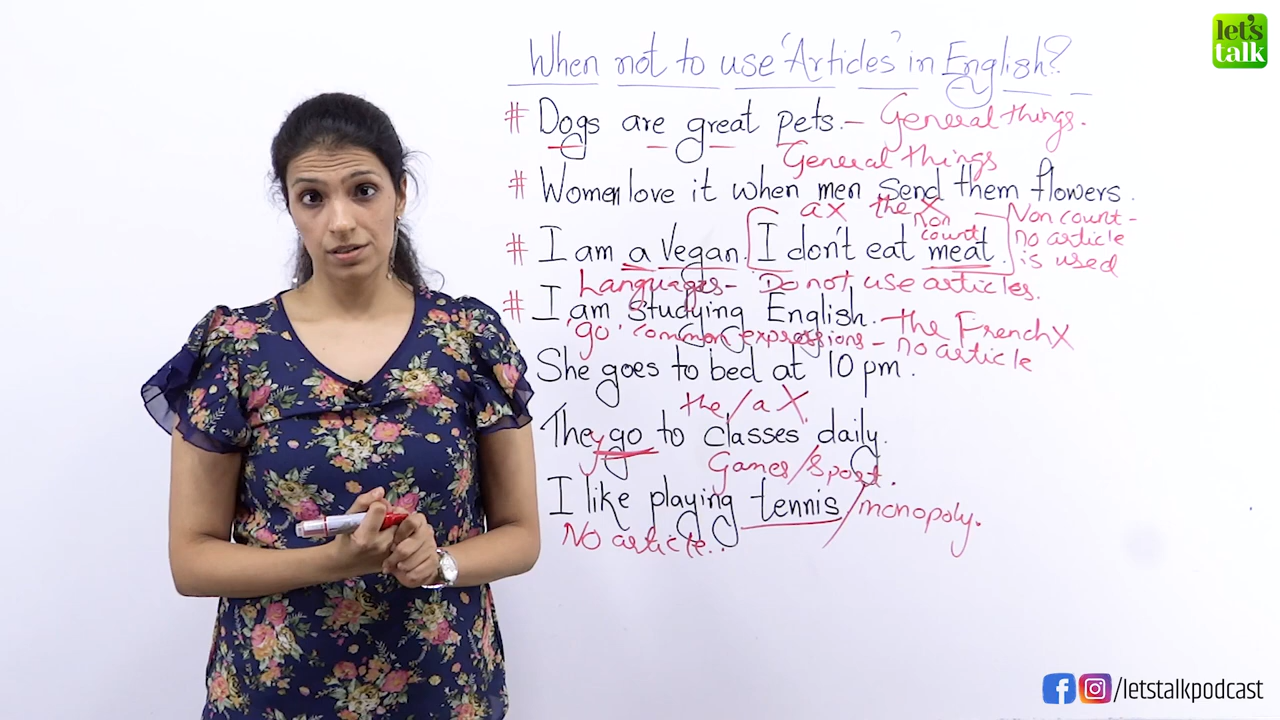 let's
talk
When not to use 'Articles' in English?
# Dogs are great pets. – General things.
General things
# Women love it when men send them flowers.
a X the X non count
Non count – no article is used
# I am a Vegan. I don't eat meat.
Languages – Do not use articles.
# I am studying English. – the French X
'go' common expressions – no article
She goes to bed at 10 pm.
the / a X
They go to classes daily.
Games / Sport.
I like playing tennis / monopoly.
No article..
/letstalkpodcast